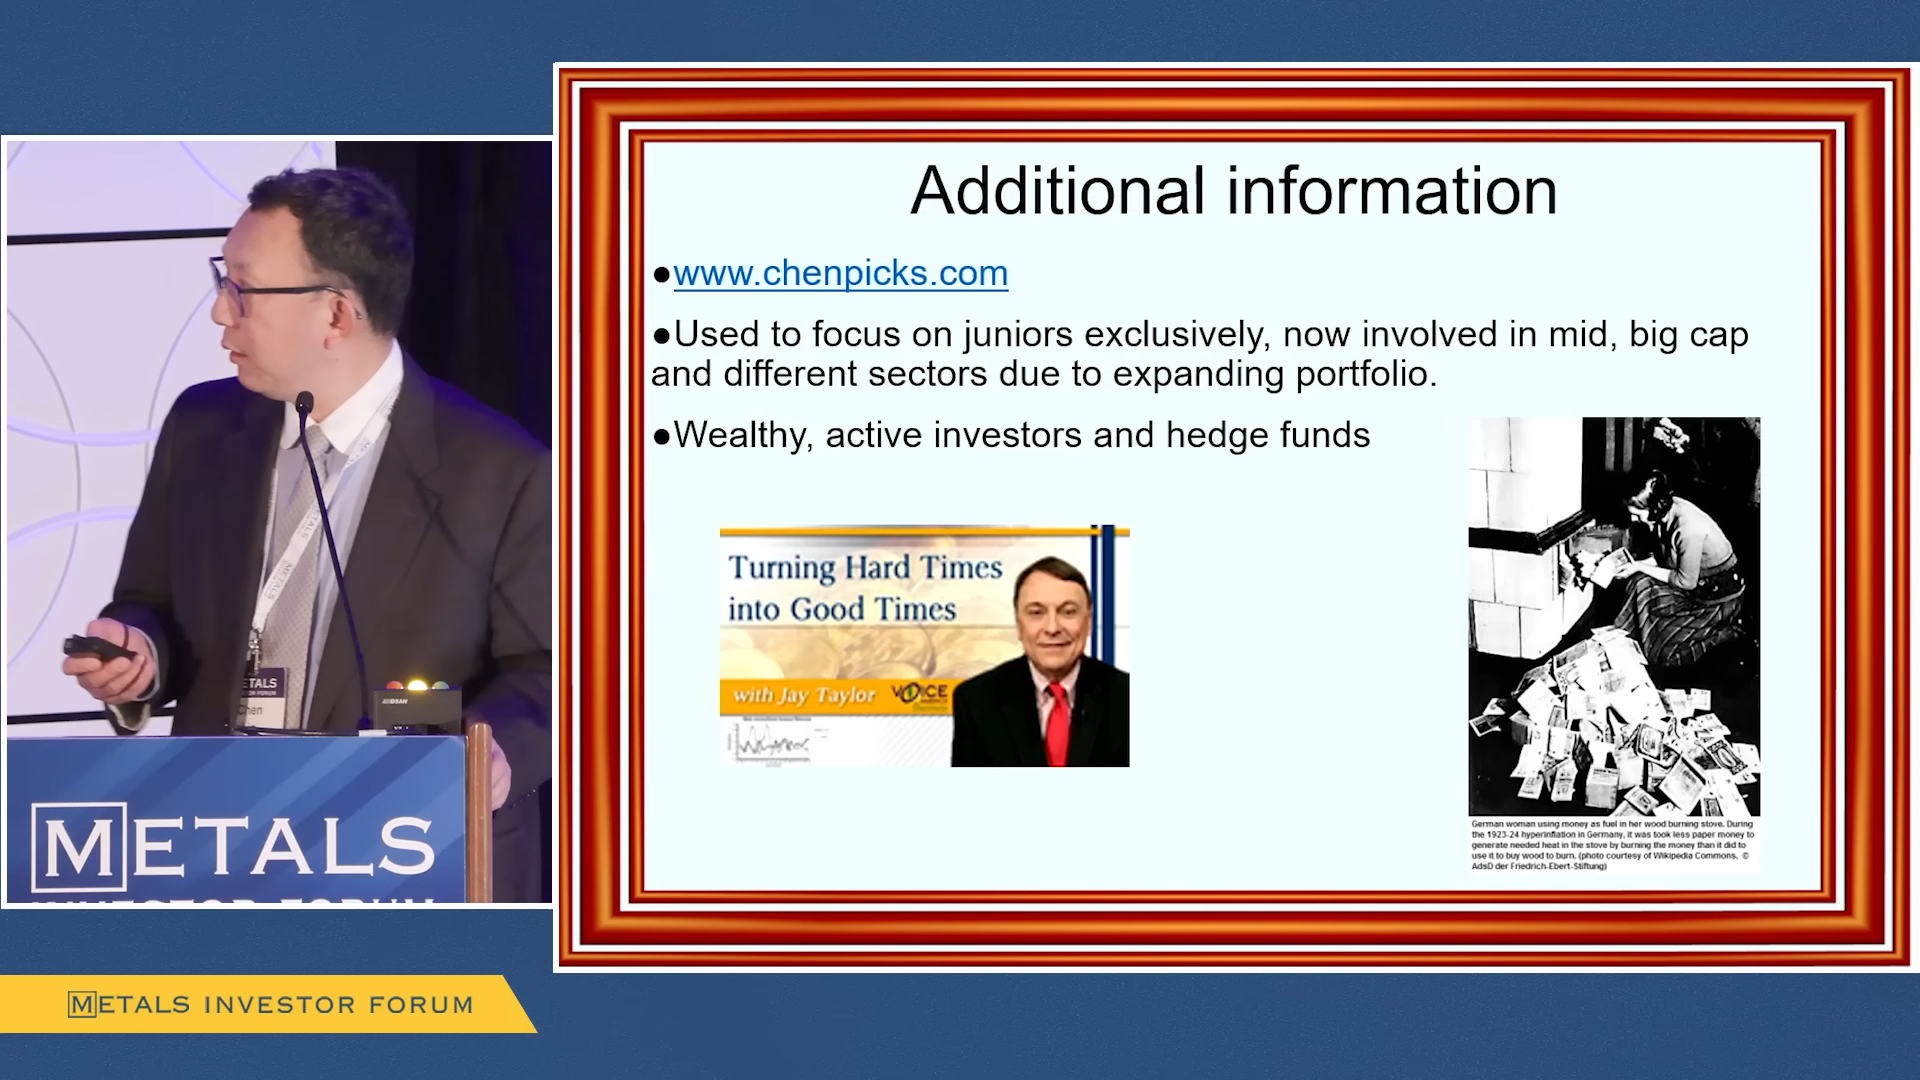 Additional information
●www.chenpicks.com
●Used to focus on juniors exclusively, now involved in mid, big cap
and different sectors due to expanding portfolio.
●Wealthy, active investors and hedge funds
Turning Hard Times
into Good Times
with Jay Taylor
VOICE
German woman using money as fuel in her wood burning stove. During
the 1923-24 hyperinflation in Germany, it was took less paper money to
generate needed heat in the stove by burning the money than it did to
use it to buy wood to burn. (photo courtesy of Wikipedia Commons, ©
AdsD der Friedrich-Ebert-Stiftung)
METALS
Chen
METALS
INVESTOR FORUM
METALS INVESTOR FORUM